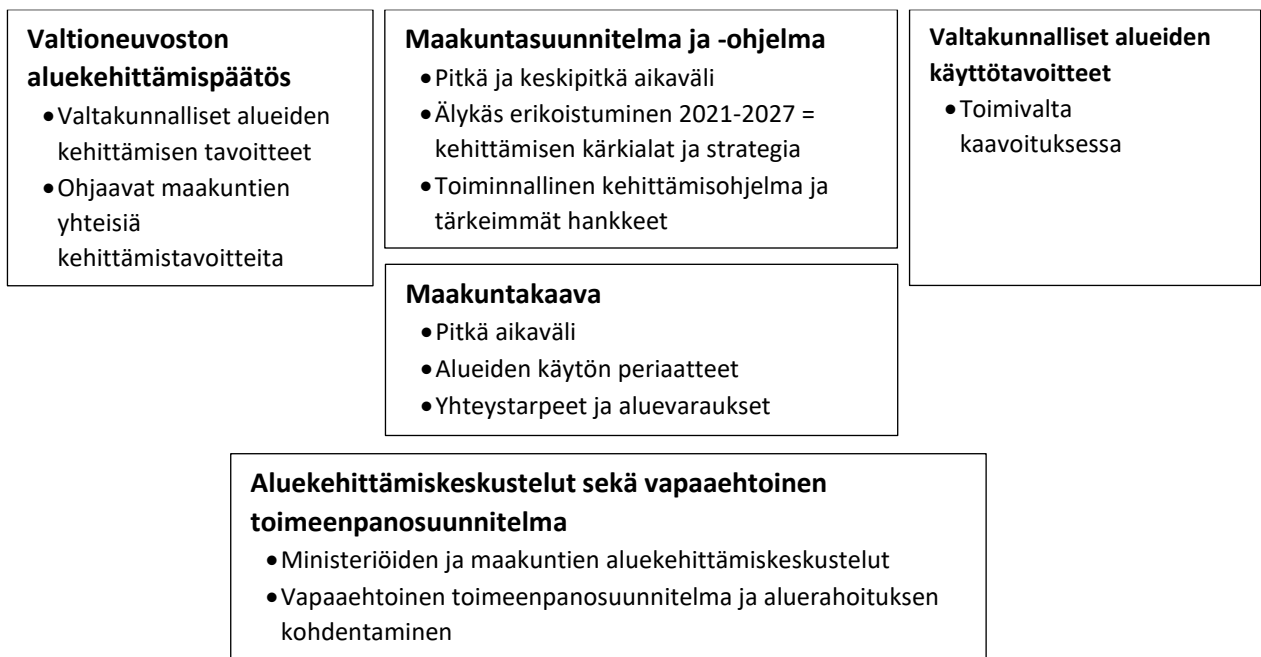 Valtioneuvoston
aluekehittämispäätös
• Valtakunnalliset alueiden
kehittämisen tavoitteet
• Ohjaavat maakuntien
yhteisiä
kehittämistavoitteita
Maakuntasuunnitelma ja -ohjelma
• Pitkä ja keskipitkä aikaväli
• Älykäs erikoistuminen 2021-2027 =
kehittämisen kärkialat ja strategia
• Toiminnallinen kehittämisohjelma ja
tärkeimmät hankkeet
Valtakunnalliset alueiden
käyttötavoitteet
• Toimivalta
kaavoituksessa
Maakuntakaava
• Pitkä aikaväli
• Alueiden käytön periaatteet
• Yhteystarpeet ja aluevaraukset
Aluekehittämiskeskustelut sekä vapaaehtoinen
toimeenpanosuunnitelma
• Ministeriöiden ja maakuntien aluekehittämiskeskustelut
• Vapaaehtoinen toimeenpanosuunnitelma ja aluerahoituksen
kohdentaminen